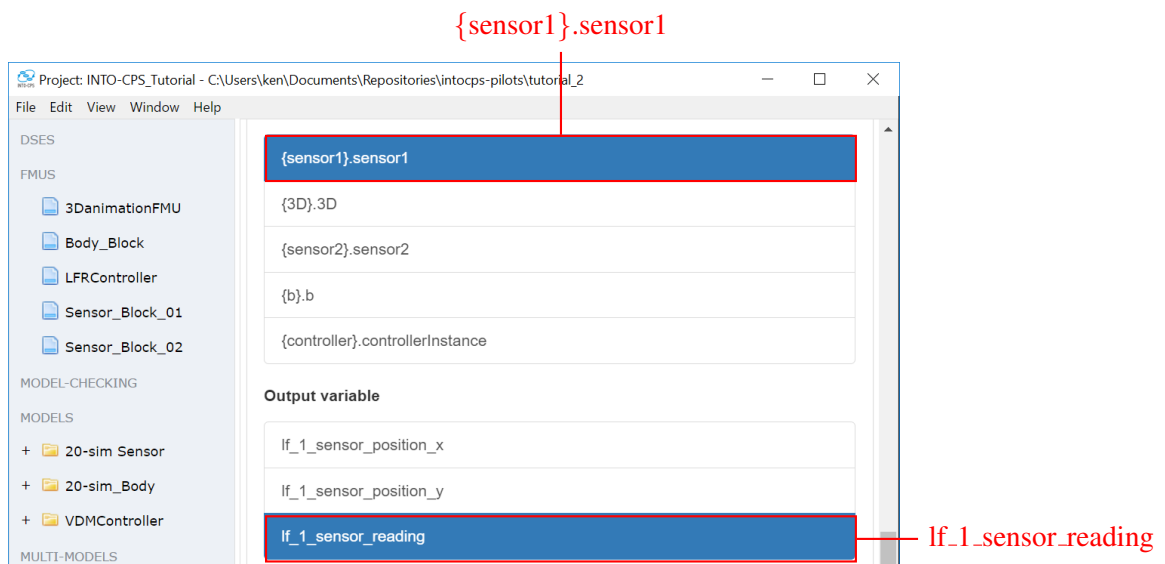 {sensor1}.sensor1
Project: INTO-CPS_Tutorial - C:\Users\ken\Documents\Repositories\intocps-pilots\tutorial_2
File Edit View Window Help
DSES
FMUS
3DanimationFMU
Body_Block
LFRController
Sensor_Block_01
Sensor_Block_02
MODEL-CHECKING
MODELS
+ 20-sim Sensor
+ 20-sim_Body
+ VDMController
MULTI-MODELS
{sensor1}.sensor1
{3D}.3D
{sensor2}.sensor2
{b}.b
{controller}.controllerInstance
Output variable
lf_1_sensor_position_x
lf_1_sensor_position_y
lf_1_sensor_reading
lf_1_sensor_reading